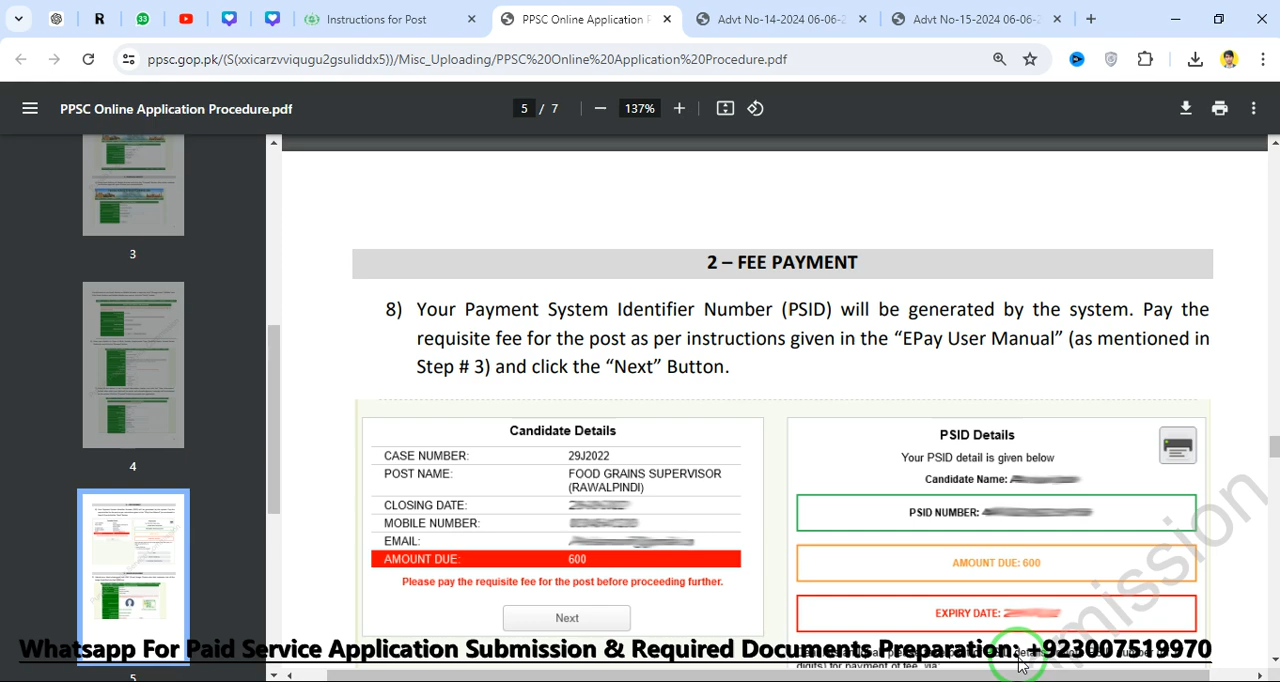 Instructions for Post
PPSC Online Application P
Advt No-14-2024 06-06-2
Advt No-15-2024 06-06-2
ppsc.gop.pk/(S(xxicarzvviqugu2gsuliddx5))/Misc_Uploading/PPSC%20Online%20Application%20Procedure.pdf
PPSC Online Application Procedure.pdf
5 / 7
137%
3
4
5
2 – FEE PAYMENT
8) Your Payment System Identifier Number (PSID) will be generated by the system. Pay the
requisite fee for the post as per instructions given in the “EPay User Manual” (as mentioned in
Step # 3) and click the “Next” Button.
Candidate Details
CASE NUMBER: 29J2022
POST NAME: FOOD GRAINS SUPERVISOR
(RAWALPINDI)
CLOSING DATE:
MOBILE NUMBER:
EMAIL:
AMOUNT DUE: 600
Please pay the requisite fee for the post before proceeding further.
Next
PSID Details
Your PSID detail is given below
Candidate Name:
PSID NUMBER:
AMOUNT DUE: 600
EXPIRY DATE:
mission
Whatsapp For Paid Service Application Submission & Required Documents Preparation: +923007519970
digits) for payment of fee, via: